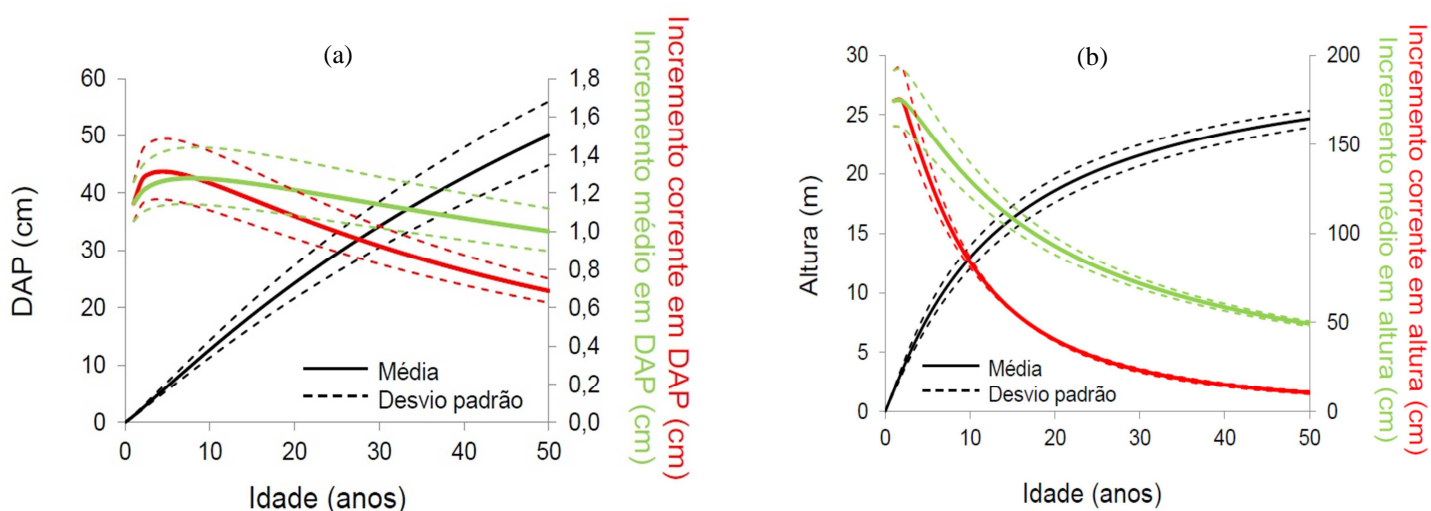 (a)
60
50
40
30
20
10
0
DAP (cm)
0 10 20 30 40 50
Idade (anos)
1,8
1,6
1,4
1,2
1,0
0,8
0,6
0,4
0,2
0,0
Incremento médio em DAP (cm)
Incremento corrente em DAP (cm)
Média
Desvio padrão
(b)
30
25
20
15
10
5
0
Altura (m)
0 10 20 30 40 50
Idade (anos)
200
150
100
50
0
Incremento médio em altura (cm)
Incremento corrente em altura (cm)
Média
Desvio padrão